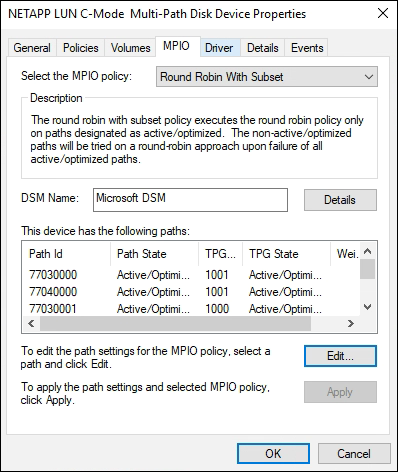 NETAPP LUN C-Mode Multi-Path Disk Device Properties
General Policies Volumes MPIO Driver Details Events
Select the MPIO policy: Round Robin With Subset
Description
The round robin with subset policy executes the round robin policy only
on paths designated as active/optimized. The non-active/optimized
paths will be tried on a round-robin approach upon failure of all
active/optimized paths.
DSM Name: Microsoft DSM Details
This device has the following paths:
Path Id Path State TPG... TPG State Wei...
77030000 Active/Optimi... 1001 Active/Optimi...
77040000 Active/Optimi... 1001 Active/Optimi...
77030001 Active/Optimi... 1000 Active/Optimi...
To edit the path settings for the MPIO policy, select a
path and click Edit.
Edit...
To apply the path settings and selected MPIO policy,
click Apply.
Apply
OK Cancel